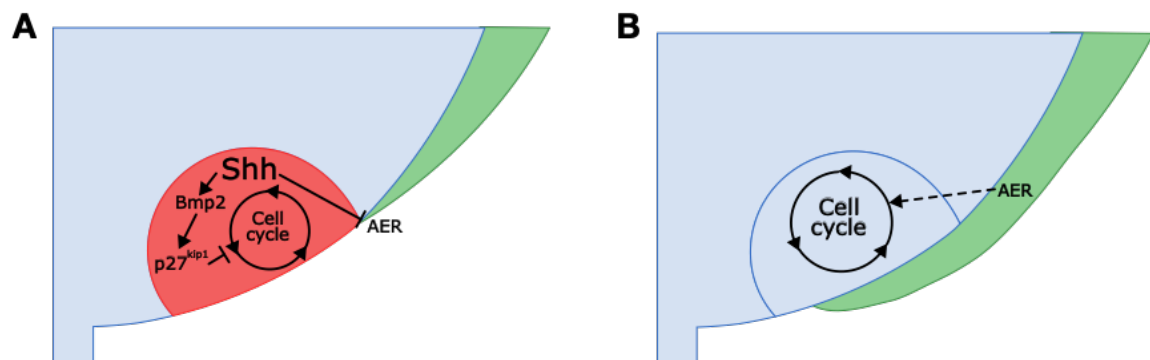 A
Shh
Bmp2
Cell
cycle
p27kip1
AER
B
Cell
cycle
AER